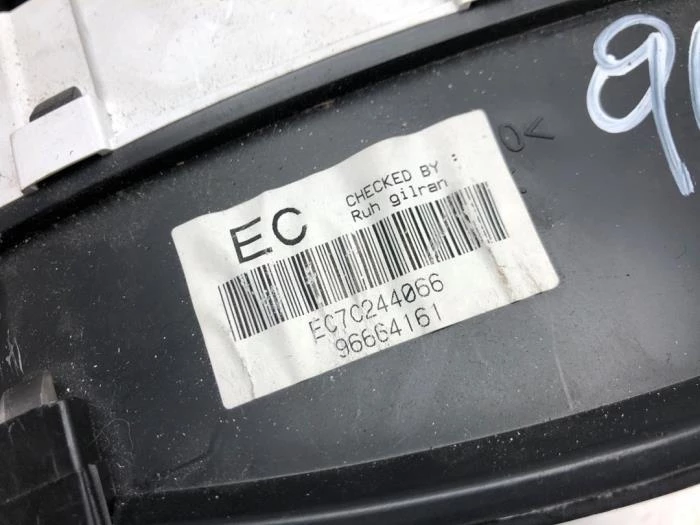 EC
CHECKED BY :
Ruh gilran
EC7C244066
96664161